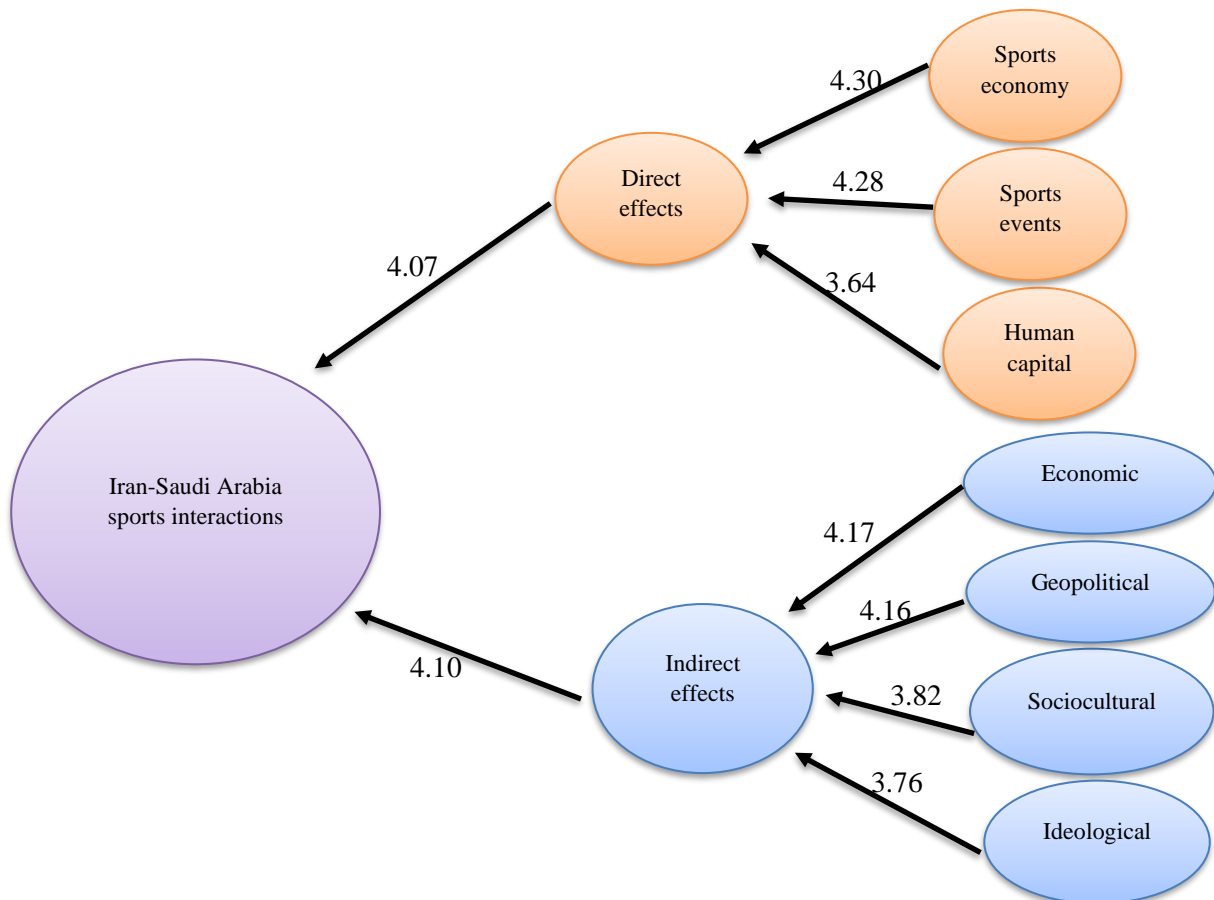 Sports
economy
4.30
Direct
effects
4.28
Sports
events
4.07
3.64
Human
capital
Iran-Saudi Arabia
sports interactions
Economic
4.17
Geopolitical
4.16
Indirect
effects
4.10
3.82
Sociocultural
3.76
Ideological